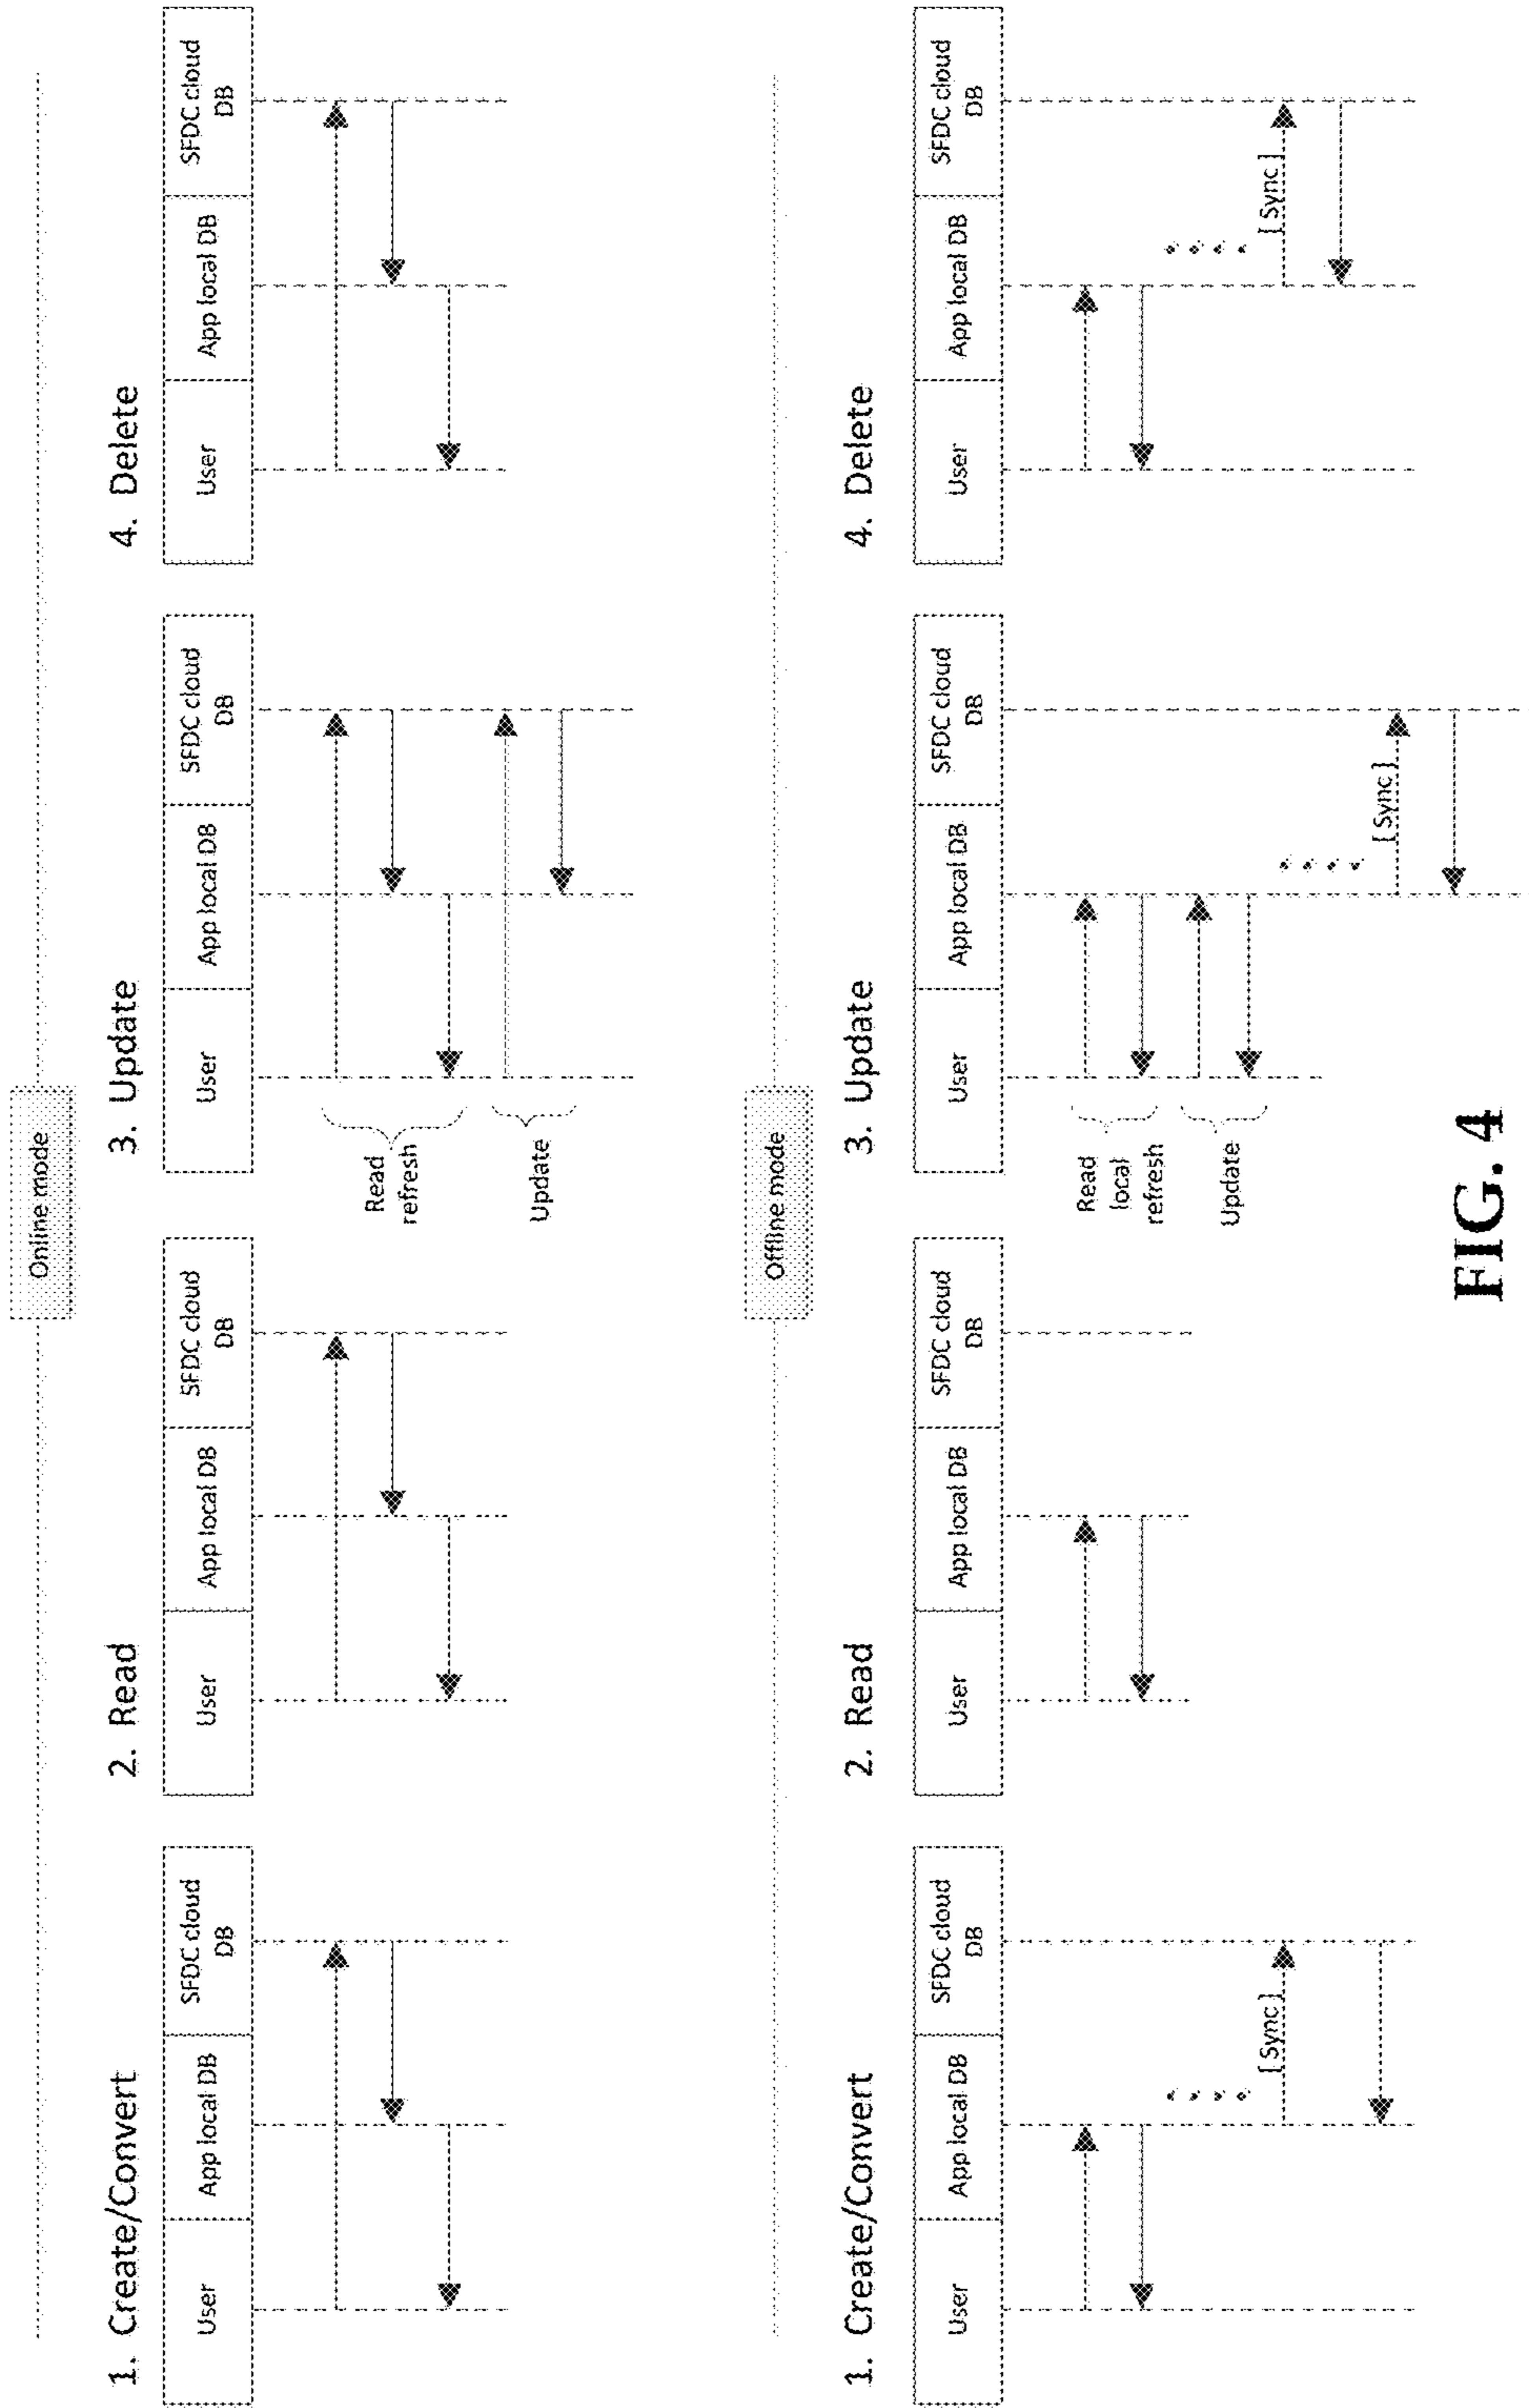 Online mode
1. Create/Convert
User
App local DB
SFDC cloud
DB
2. Read
User
App local DB
SFDC cloud
DB
3. Update
User
App local DB
SFDC cloud
DB
Read
refresh
Update
4. Delete
User
App local DB
SFDC cloud
DB
Offline mode
1. Create/Convert
User
App local DB
SFDC cloud
DB
[ Sync ]
2. Read
User
App local DB
SFDC cloud
DB
3. Update
User
App local DB
SFDC cloud
DB
Read
local
refresh
Update
[ Sync ]
4. Delete
User
App local DB
SFDC cloud
DB
[ Sync ]
FIG. 4